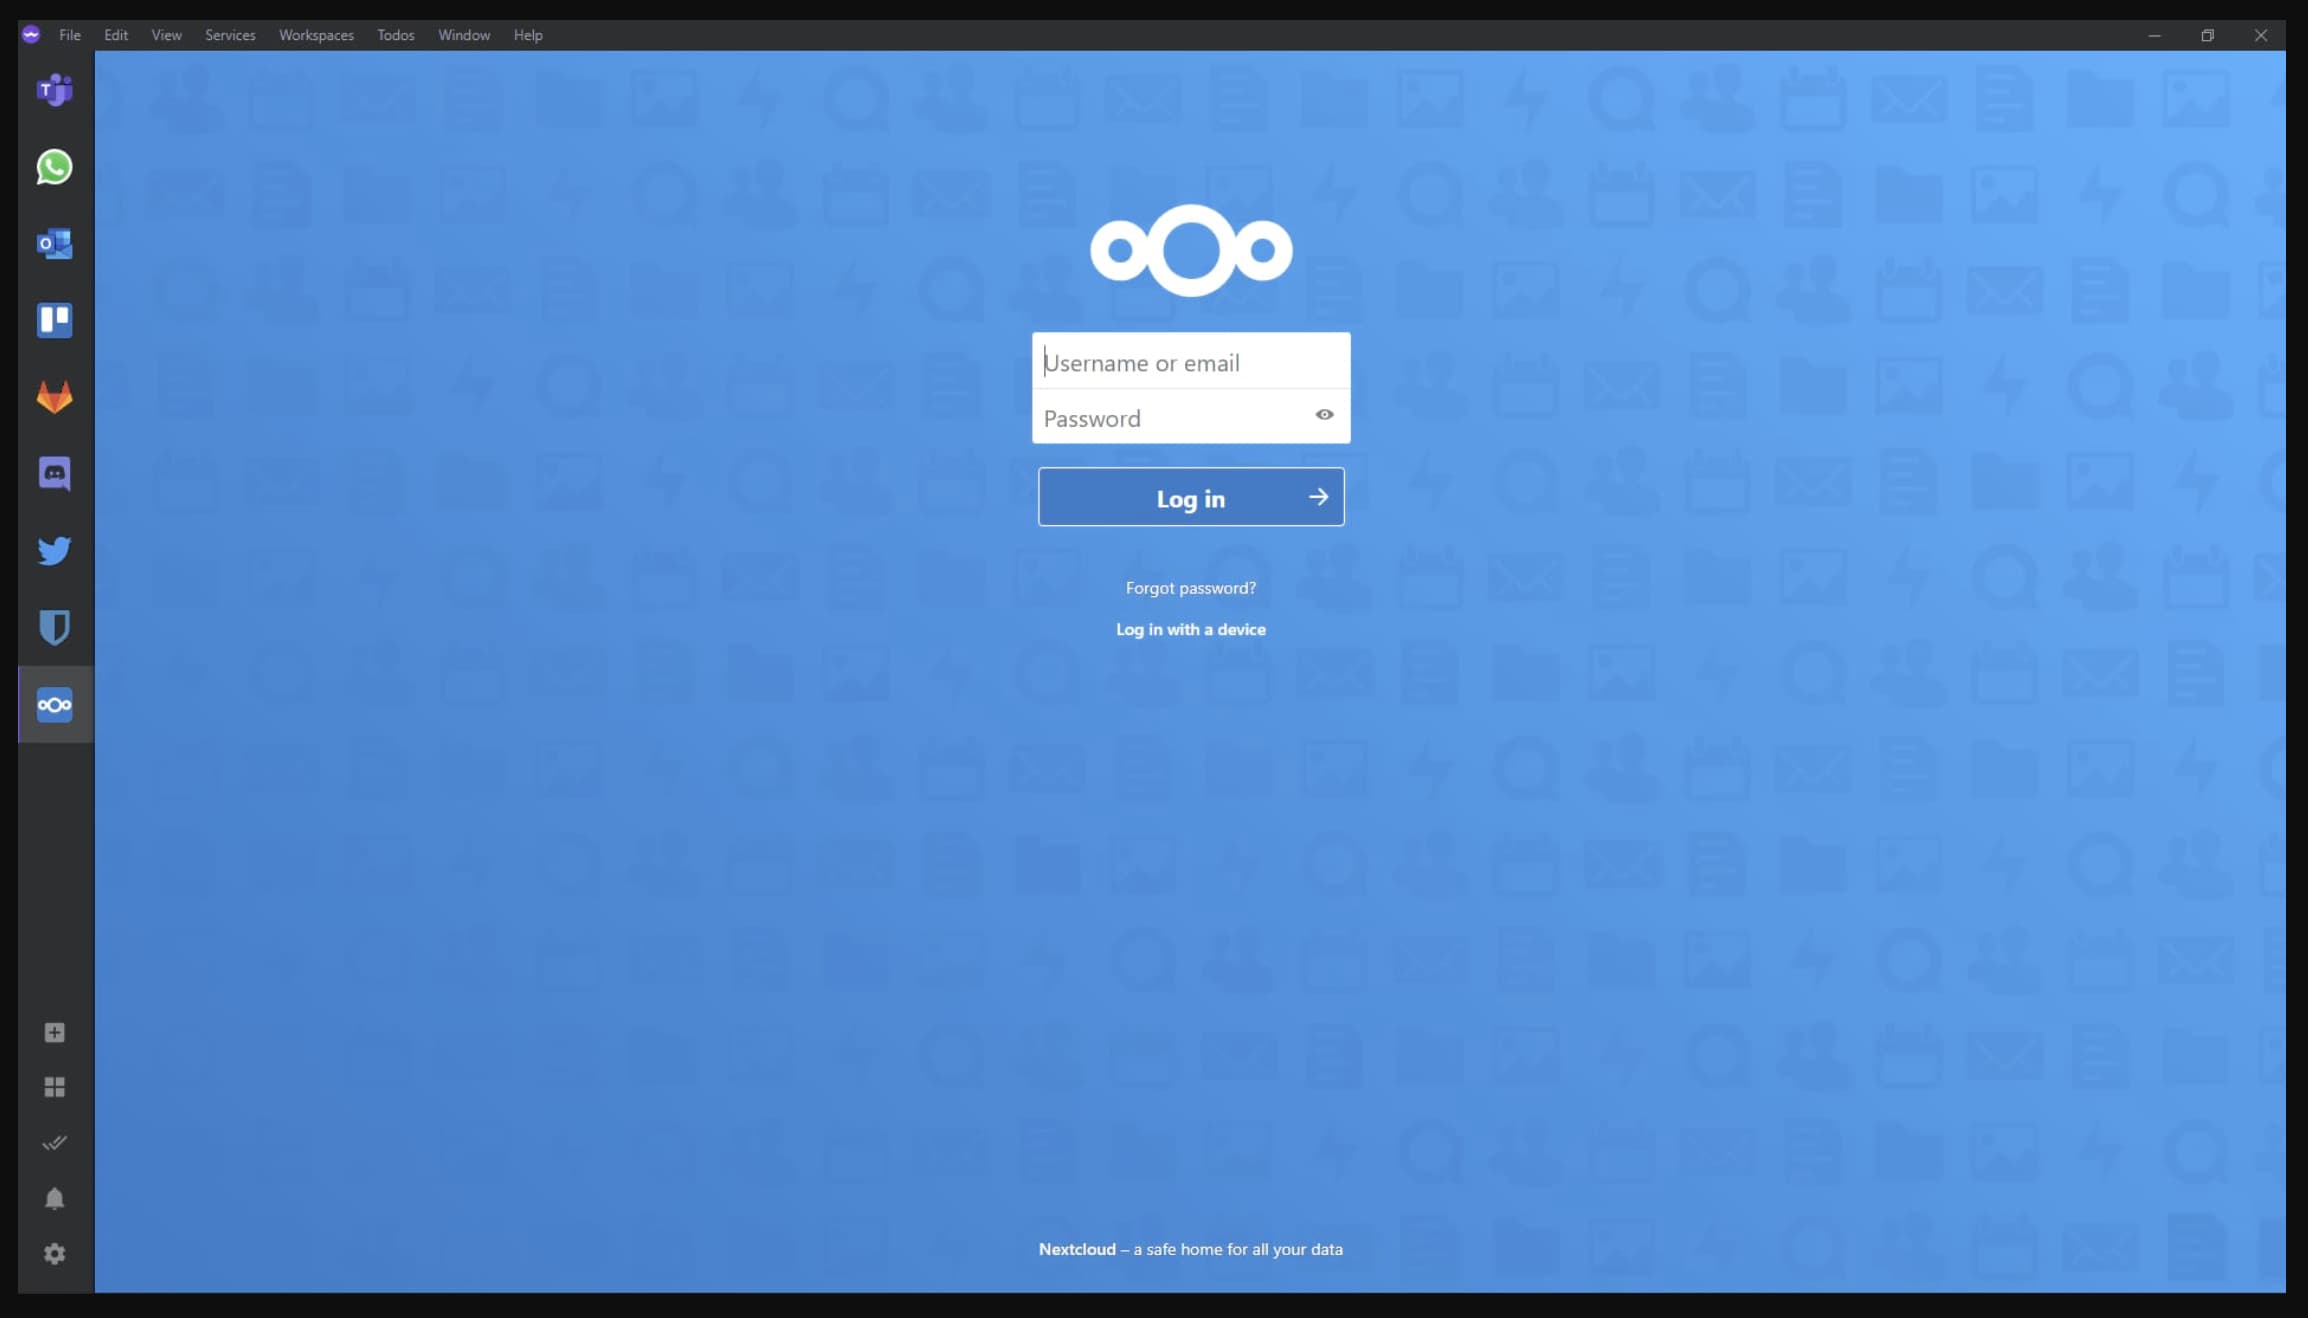 File Edit View Services Workspaces Todos Window Help
Username or email
Password
Log in
Forgot password?
Log in with a device
Nextcloud – a safe home for all your data